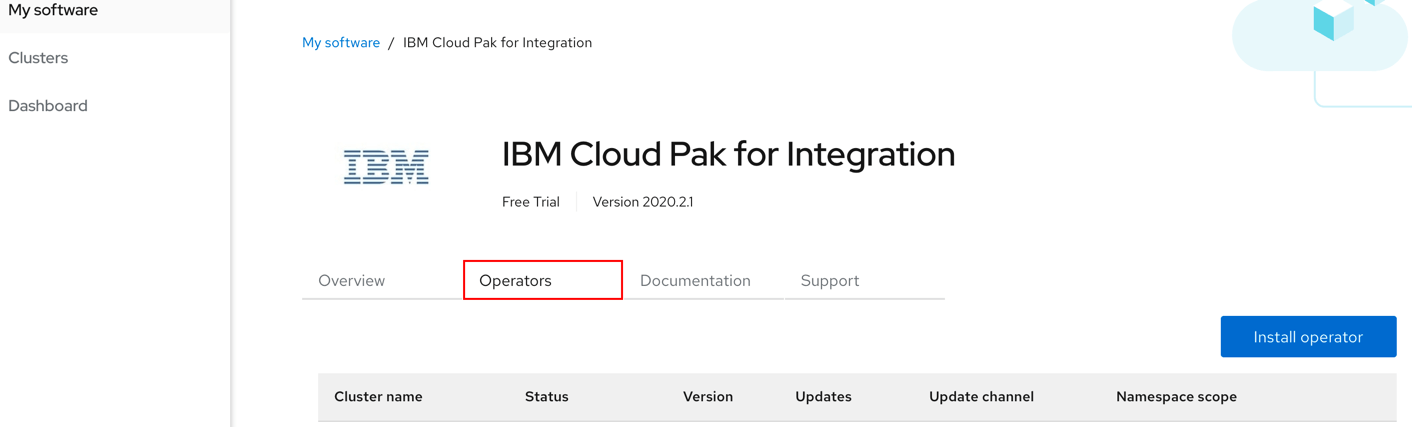 My software
Clusters
Dashboard
My software / IBM Cloud Pak for Integration
IBM
IBM Cloud Pak for Integration
Free Trial Version 2020.2.1
Overview Operators Documentation Support
Install operator
Cluster name Status Version Updates Update channel Namespace scope